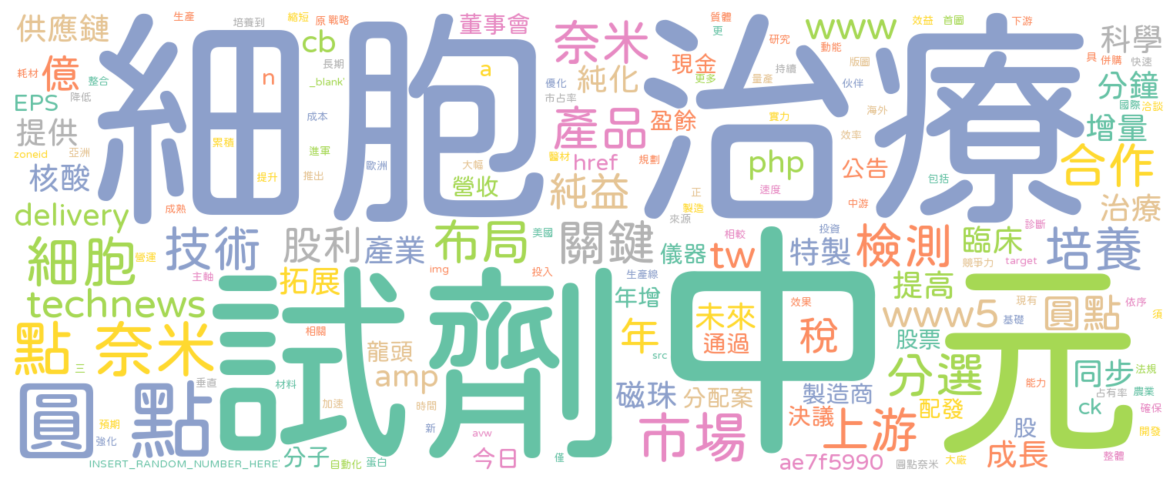 細胞治療
試劑中元
供應鏈
億
EPS
提供
核酸
delivery
細胞
technews
點 奈米
圓點
技術
股利
產業
拓展
布局
關鍵
儀器
tw
特製
檢測
臨床
培養
提高
www5
圓點
分選
同步
ck
成長
上游
市場
稅
未來
通過
年
年增
磁珠
分配案
製造商
決議
配發
股票
股
ae7f5990
今日
amp
龍頭
分子
INSERT_RANDOM_NUMBER_HERE'
董事會
cb
n
a
奈米
純化
產品
現金
盈餘
href
純益
營收
php
公告
www
科學
分鐘
增量
合作
治療
生產
培養到
縮短
原
戰略
長期
_blank'
整合
耗材
降低
zoneid
亞洲
成本
進軍
累積
提升
推出
歐洲
大幅
優化
市占率
醫材
規劃
質體
更
研究
動能
更多
量產
持續
實力
效益
首圖
下游
版圖
伙伴
海外
效率
具
併購
快速
國際
洽談
包括
中游
速度
正
製造
來源
成熟
營運
主軸
美國
img
投入
生產線
相較
投資
診斷
競爭力
target
效果
現有
基礎
依序
須
法規
農業
占有率
確保
開發
能力
大廠
整體
圓點奈米
src
相關
材料
加速
時間
新
avw
僅
自動化
蛋白
垂直
三
預期
強化